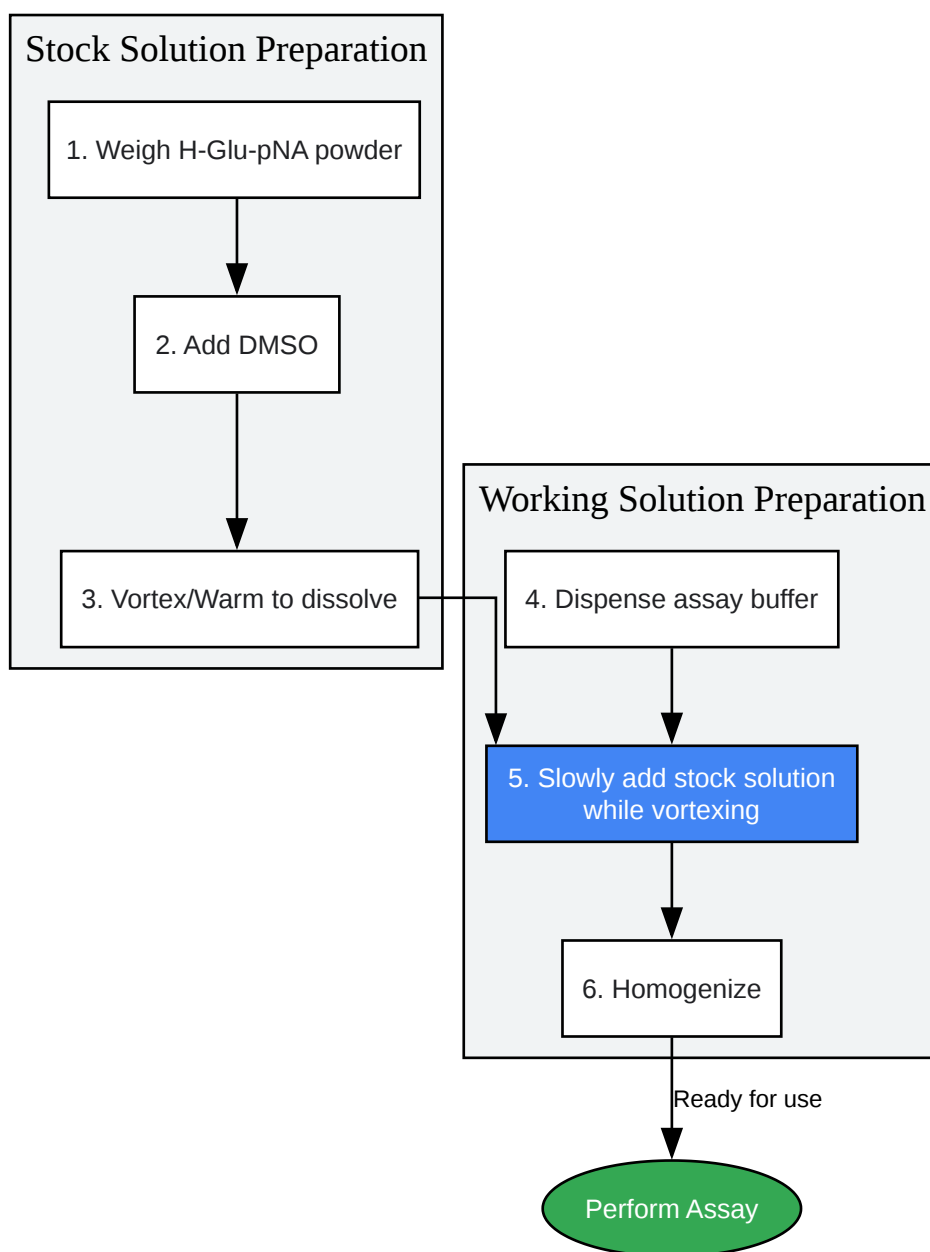 Stock Solution Preparation
1. Weigh H-Glu-pNA powder
2. Add DMSO
3. Vortex/Warm to dissolve
Working Solution Preparation
4. Dispense assay buffer
5. Slowly add stock solution
while vortexing
6. Homogenize
Ready for use
Perform Assay